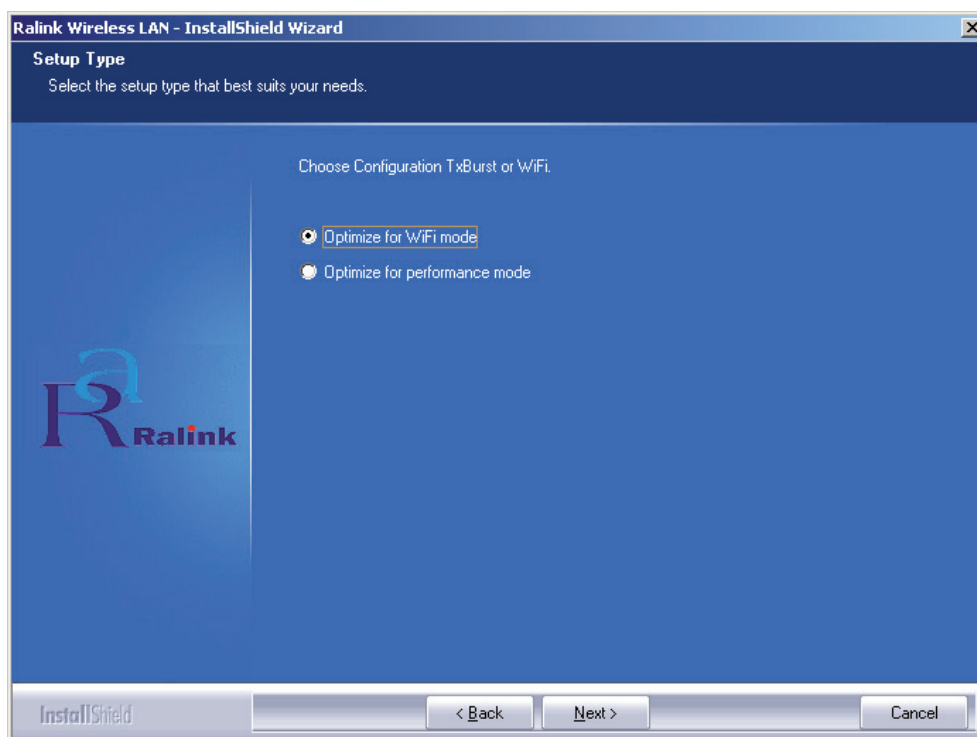 Ralink Wireless LAN - InstallShield Wizard
Setup Type
Select the setup type that best suits your needs.
Choose Configuration TxBurst or WiFi.
Optimize for WiFi mode
Optimize for performance mode
Ra
Ralink
InstallShield
< Back
Next >
Cancel